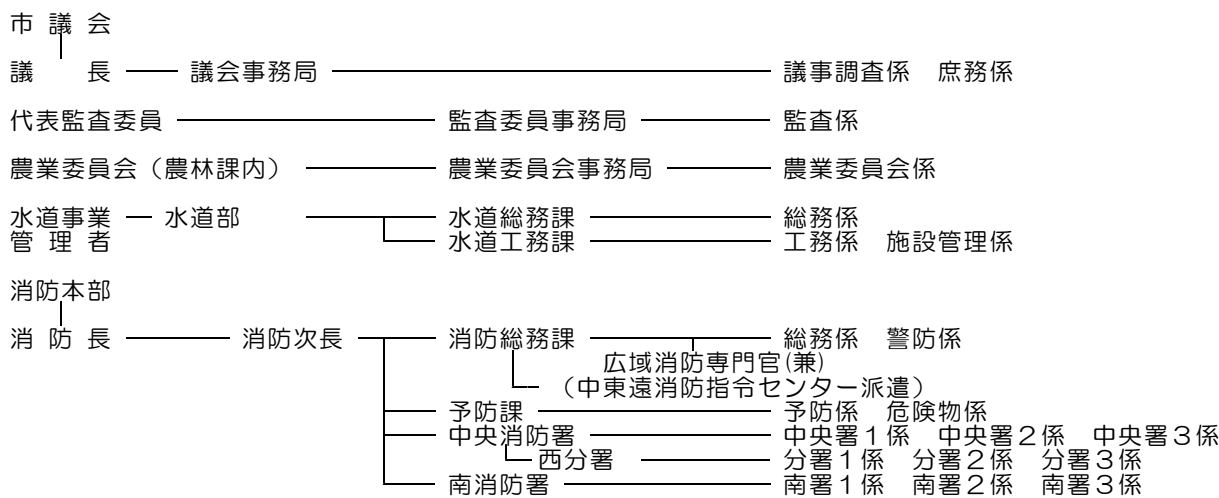 市 議 会
議　　長 議会事務局 議事調査係　庶務係
代表監査委員 監査委員事務局 監査係
農業委員会（農林課内） 農業委員会事務局 農業委員会係
水道事業 水道部 水道総務課 総務係
管 理 者 水道工務課 工務係　施設管理係
消防本部
消 防 長 消防次長 消防総務課 総務係　警防係
広域消防専門官(兼)
（中東遠消防指令センター派遣）
予防課 予防係　危険物係
中央消防署 中央署１係　中央署２係　中央署３係
西分署 分署１係　分署２係　分署３係
南消防署 南署１係　南署２係　南署３係